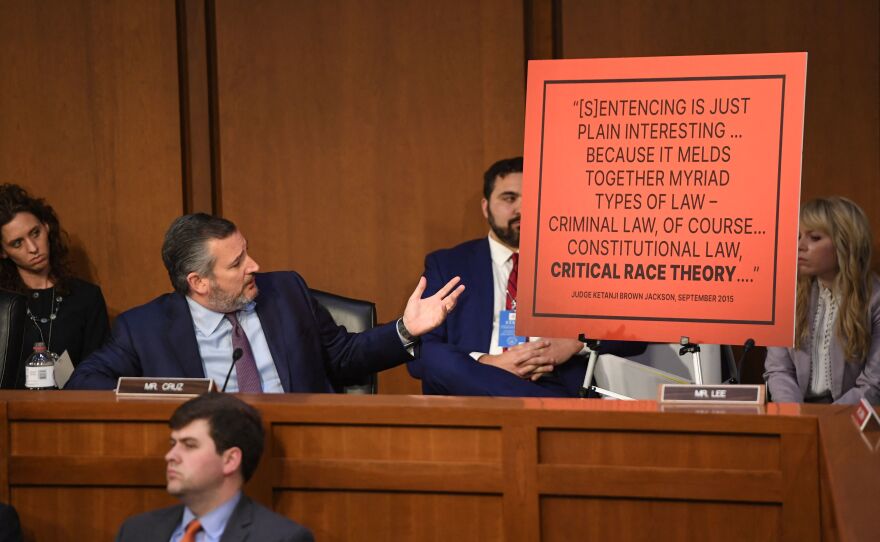 “[S]ENTENCING IS JUST
PLAIN INTERESTING ...
BECAUSE IT MELDS
TOGETHER MYRIAD
TYPES OF LAW –
CRIMINAL LAW, OF COURSE...
CONSTITUTIONAL LAW,
CRITICAL RACE THEORY....”
JUDGE KETANJI BROWN JACKSON, SEPTEMBER 2015
MR. CRUZ
MR. LEE